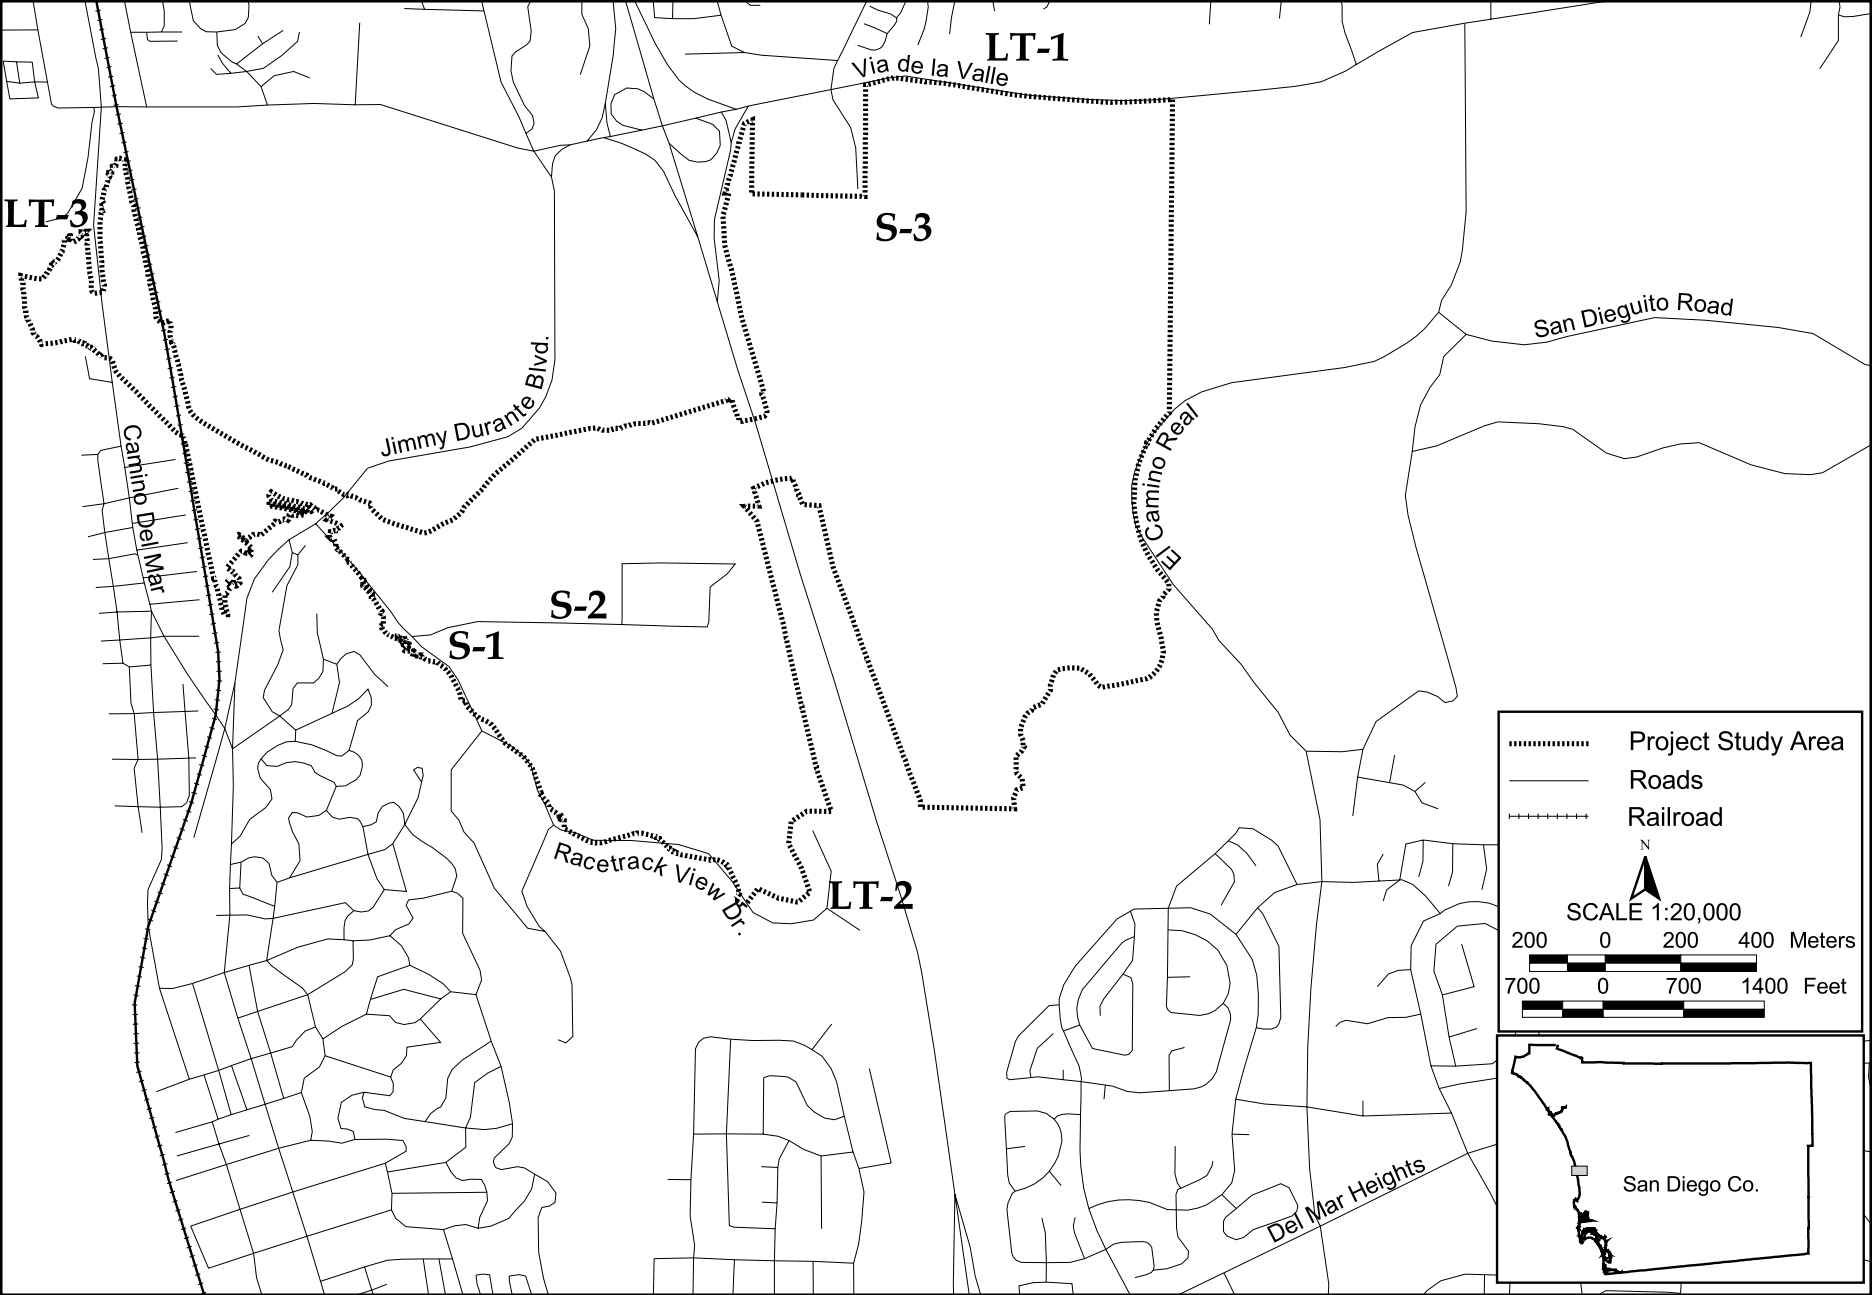 LT-1
Via de la Valle
LT-3
S-3
San Dieguito Road
Jimmy Durante Blvd.
El Camino Real
Camino Del Mar
S-2
S-1
Racetrack View Dr.
LT-2
Del Mar Heights
Project Study Area
Roads
Railroad
N
SCALE 1:20,000
200 0 200 400 Meters
700 0 700 1400 Feet
San Diego Co.